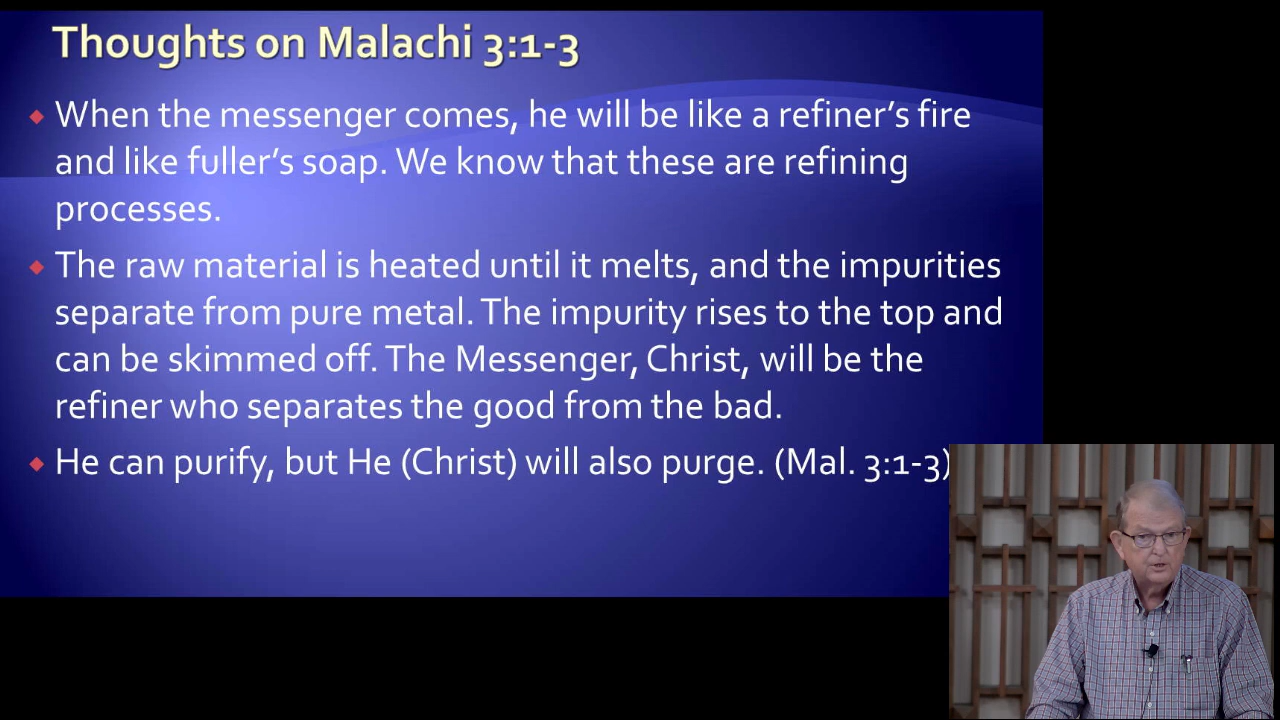 Thoughts on Malachi 3:1-3
When the messenger comes, he will be like a refiner’s fire
and like fuller’s soap. We know that these are refining
processes.
The raw material is heated until it melts, and the impurities
separate from pure metal. The impurity rises to the top and
can be skimmed off. The Messenger, Christ, will be the
refiner who separates the good from the bad.
He can purify, but He (Christ) will also purge. (Mal. 3:1-3)